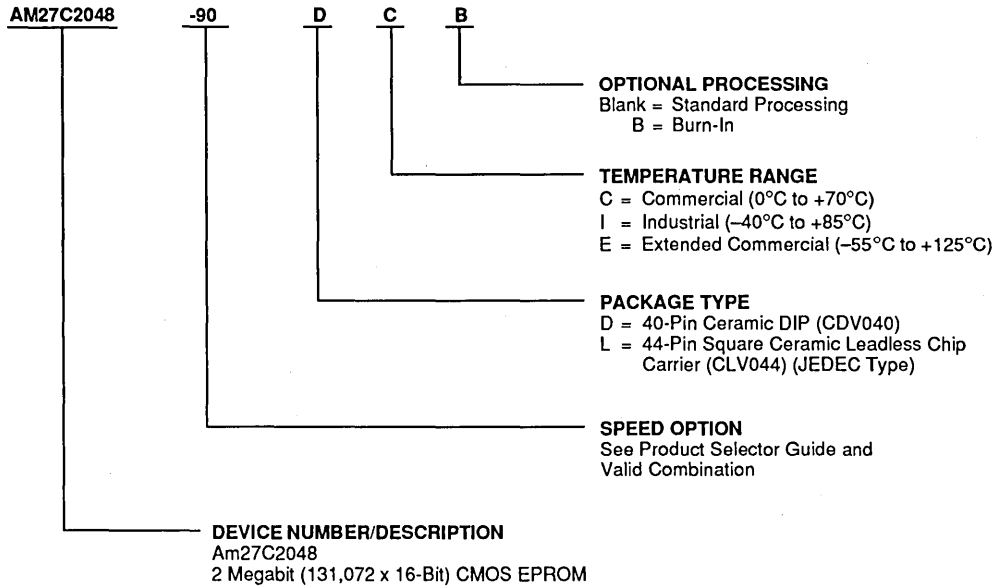 AM27C2048 -90 D C B
OPTIONAL PROCESSING
Blank = Standard Processing
B = Burn-In
TEMPERATURE RANGE
C = Commercial (0°C to +70°C)
I = Industrial (–40°C to +85°C)
E = Extended Commercial (–55°C to +125°C)
PACKAGE TYPE
D = 40-Pin Ceramic DIP (CDV040)
L = 44-Pin Square Ceramic Leadless Chip
Carrier (CLV044) (JEDEC Type)
SPEED OPTION
See Product Selector Guide and
Valid Combination
DEVICE NUMBER/DESCRIPTION
Am27C2048
2 Megabit (131,072 x 16-Bit) CMOS EPROM